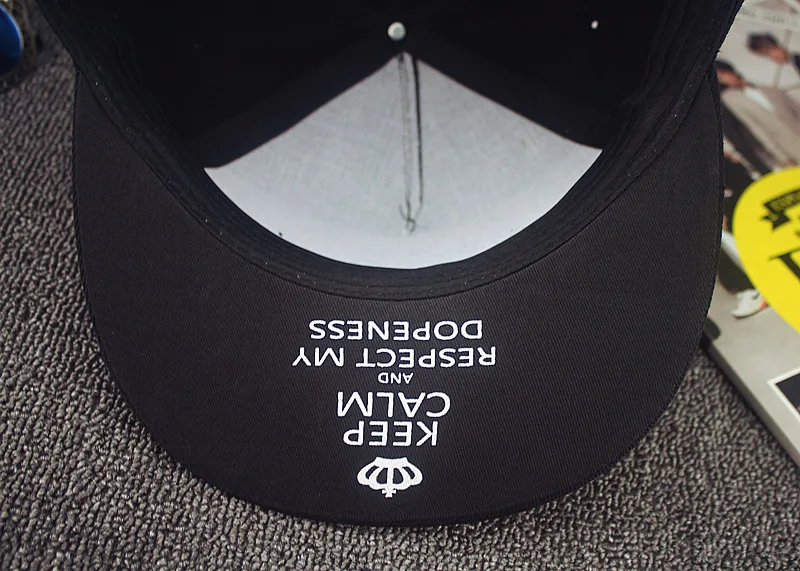 KEEP
CALM
AND
RESPECT MY
DOPENESS